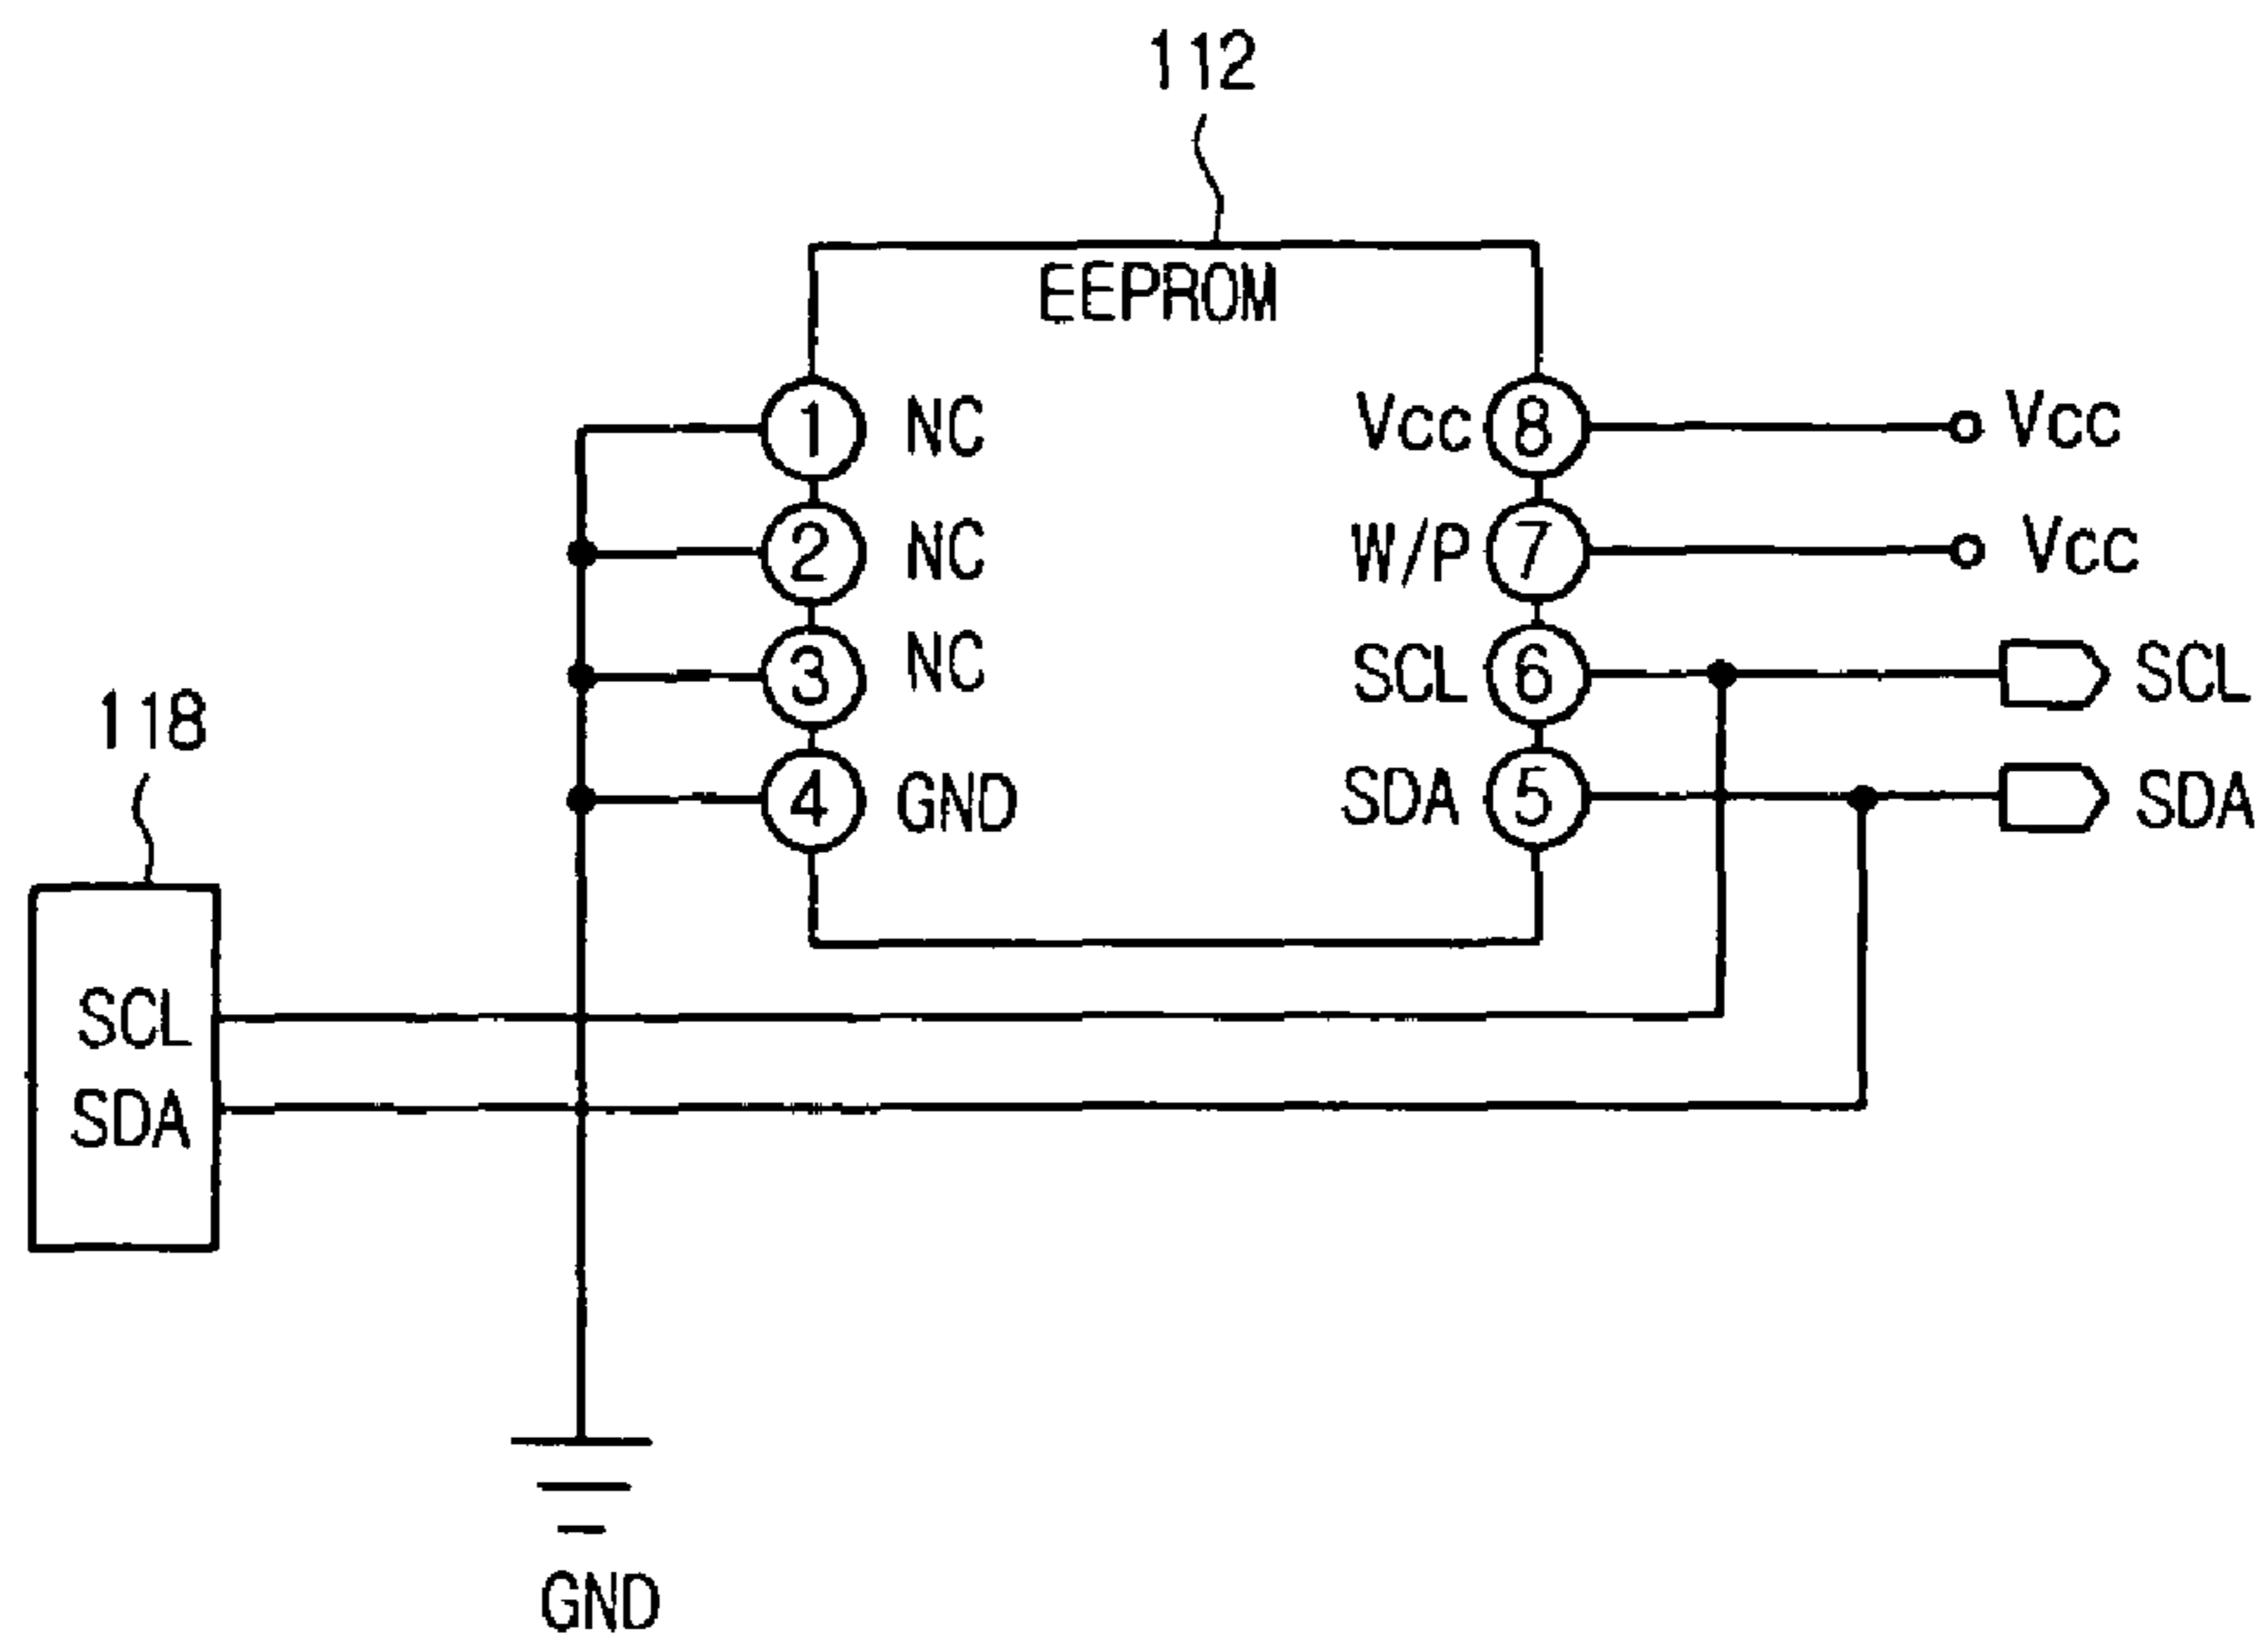 112
EEPROM
1 NC Vcc 8 Vcc
2 NC W/P 7 Vcc
3 NC SCL 6 SCL
4 GND SDA 5 SDA
118
SCL
SDA
GND